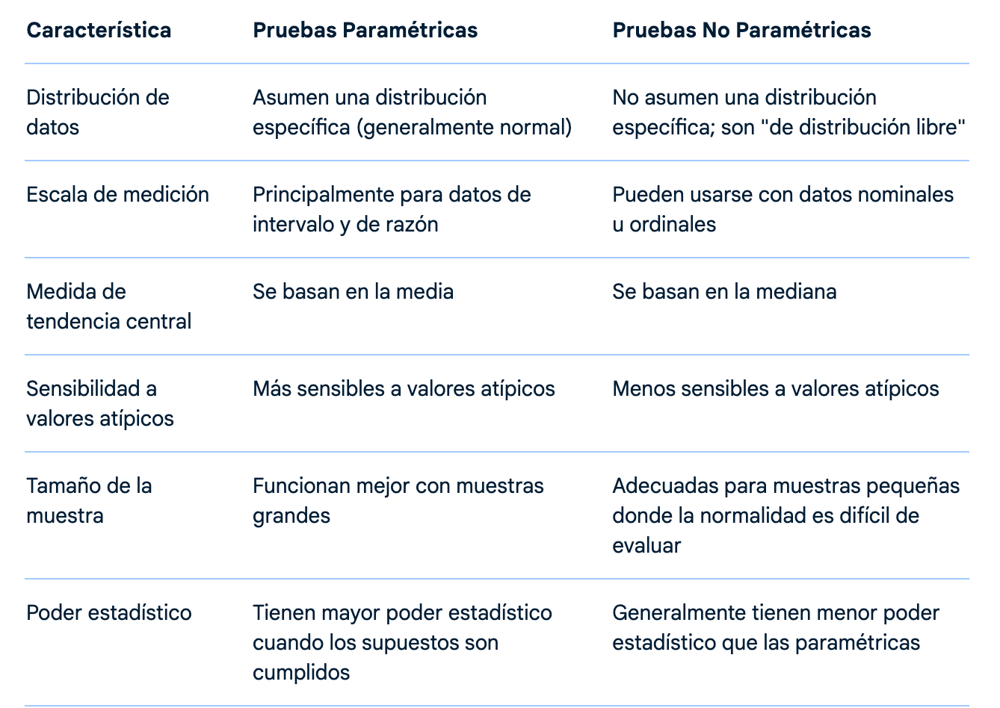 Característica
Pruebas Paramétricas
Pruebas No Paramétricas
Distribución de
datos
Asumen una distribución
específica (generalmente normal)
No asumen una distribución
específica; son "de distribución libre"
Escala de medición
Principalmente para datos de
intervalo y de razón
Pueden usarse con datos nominales
u ordinales
Medida de
tendencia central
Se basan en la media
Se basan en la mediana
Sensibilidad a
valores atípicos
Más sensibles a valores atípicos
Menos sensibles a valores atípicos
Tamaño de la
muestra
Funcionan mejor con muestras
grandes
Adecuadas para muestras pequeñas
donde la normalidad es difícil de
evaluar
Poder estadístico
Tienen mayor poder estadístico
cuando los supuestos son
cumplidos
Generalmente tienen menor poder
estadístico que las paramétricas